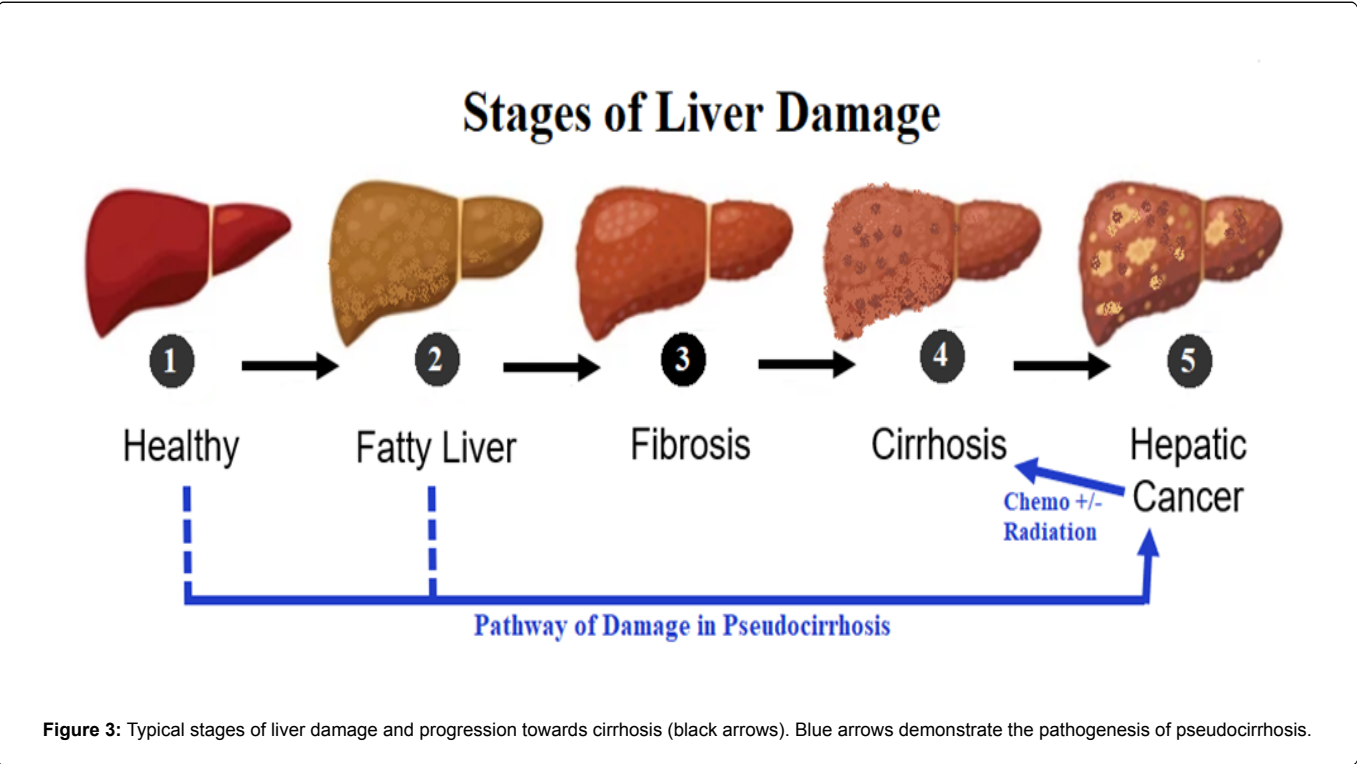 Stages of Liver Damage
1
2
3
4
5
Healthy
Fatty Liver
Fibrosis
Cirrhosis
Hepatic
Cancer
Chemo +/-
Radiation
Pathway of Damage in Pseudocirrhosis
Figure 3: Typical stages of liver damage and progression towards cirrhosis (black arrows). Blue arrows demonstrate the pathogenesis of pseudocirrhosis.